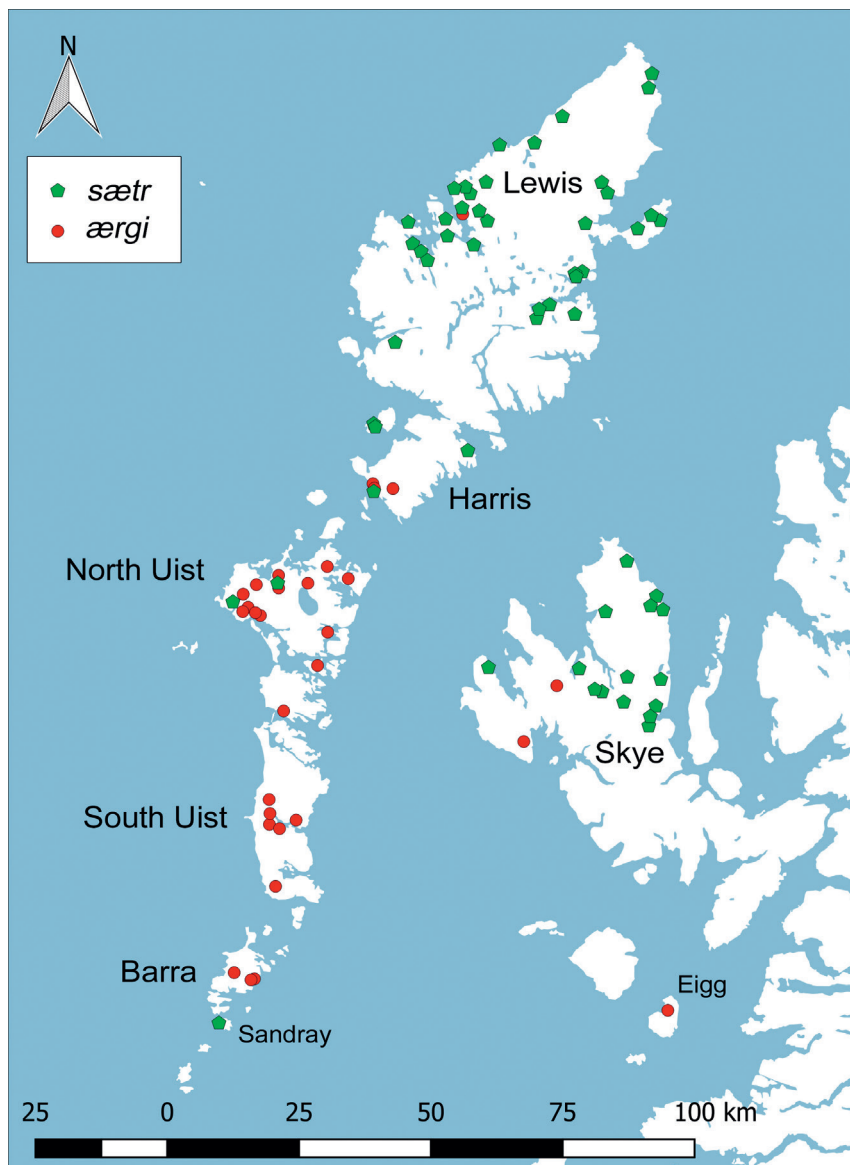 N
sætr
ærgi
Lewis
Harris
North Uist
Skye
South Uist
Barra
Eigg
Sandray
25 0 25 50 75 100 km